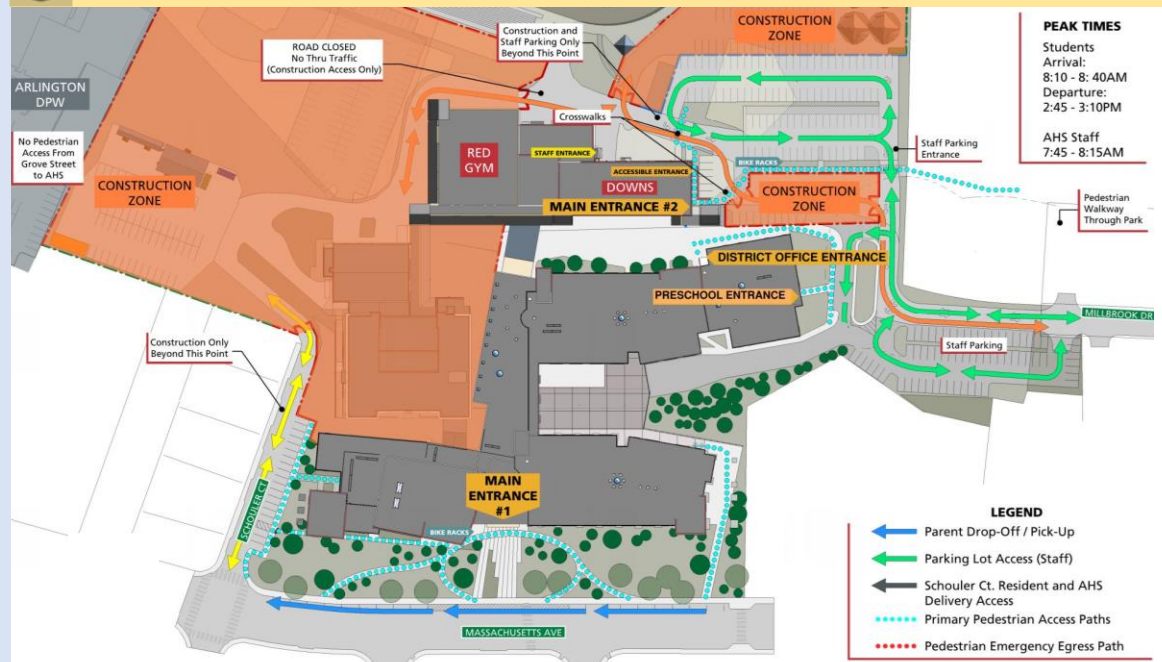 CONSTRUCTION
ZONE
Construction and
Staff Parking Only
Beyond This Point
ROAD CLOSED
No Thru Traffic
(Construction Access Only)
PEAK TIMES
Students
Arrival:
8:10 - 8: 40AM
Departure:
2:45 - 3:10PM
AHS Staff
7:45 - 8:15AM
ARLINGTON
DPW
No Pedestrian
Access From
Grove Street
to AHS
CONSTRUCTION
ZONE
Crosswalks
RED
GYM
STAFF ENTRANCE
ACCESSIBLE ENTRANCE
DOWNS
MAIN ENTRANCE #2
BIKE RACKS
CONSTRUCTION
ZONE
Staff Parking
Entrance
Pedestrian
Walkway
Through Park
DISTRICT OFFICE ENTRANCE
PRESCHOOL ENTRANCE
MILLBROOK DR
Staff Parking
Construction Only
Beyond This Point
SCHOULER CT
MAIN
ENTRANCE
#1
BIKE RACKS
MASSACHUSETTS AVE
LEGEND
Parent Drop-Off / Pick-Up
Parking Lot Access (Staff)
Schouler Ct. Resident and AHS
Delivery Access
Primary Pedestrian Access Paths
Pedestrian Emergency Egress Path